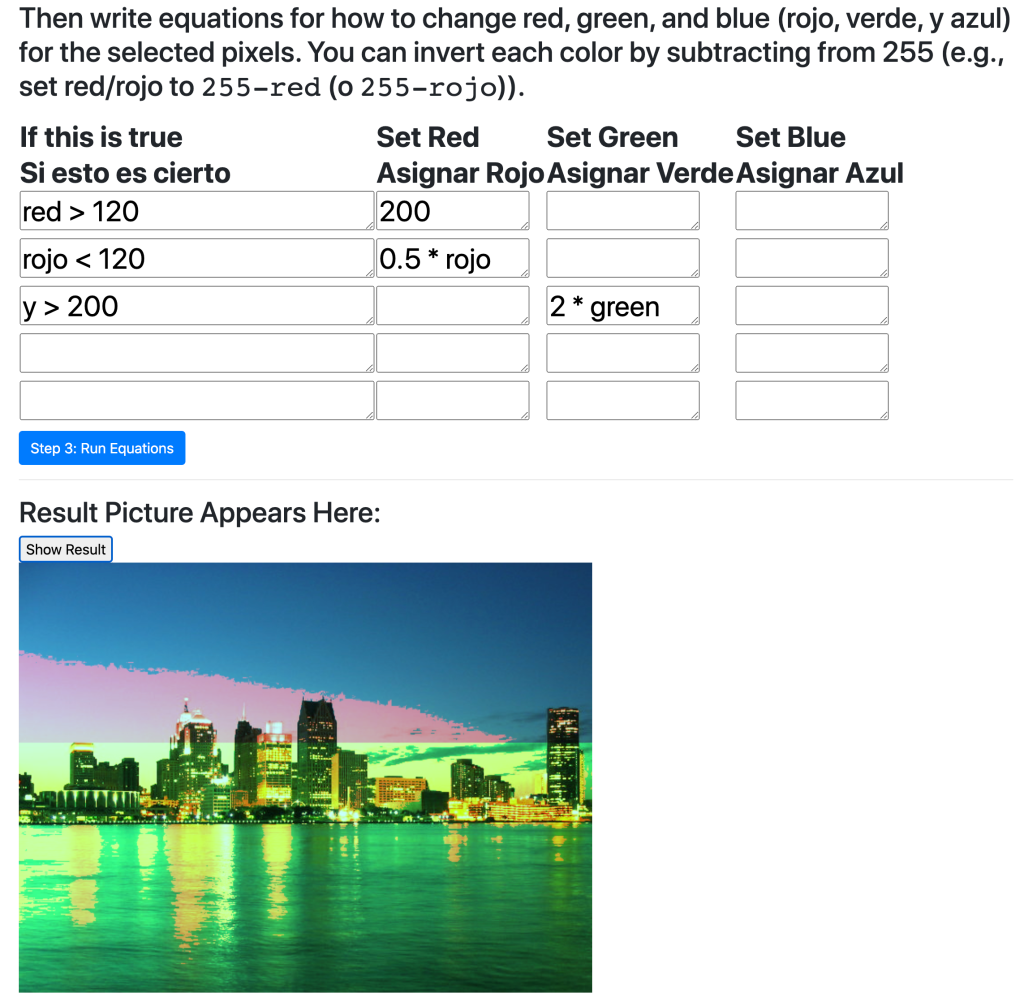 Then write equations for how to change red, green, and blue (rojo, verde, y azul)
for the selected pixels. You can invert each color by subtracting from 255 (e.g.,
set red/rojo to 255-red (o 255-rojo)).
If this is true Set Red Set Green Set Blue
Si esto es cierto Asignar Rojo Asignar Verde Asignar Azul
red > 120 200
rojo < 120 0.5 * rojo
y > 200 2 * green
Step 3: Run Equations
Result Picture Appears Here:
Show Result